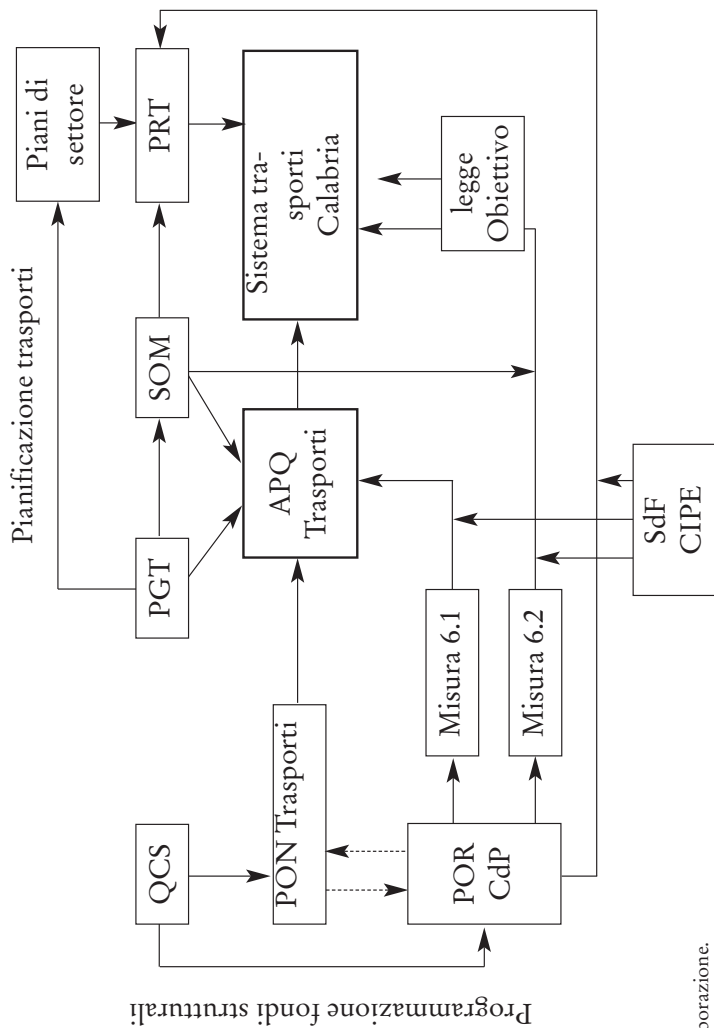 Pianificazione trasporti
Programmazione fondi strutturali
QCS
PGT
SOM
Piani di
settore
PRT
PON Trasporti
APQ
Trasporti
Sistema tra-
sporti
Calabria
POR
CdP
Misura 6.1
Misura 6.2
legge
Obiettivo
SdF
CIPE
porazione.